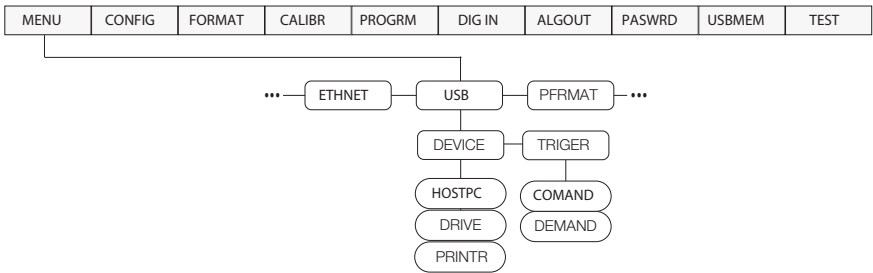 MENU CONFIG FORMAT CALIBR PROGRM DIG IN ALGOUT PASWRD USBMEM TEST
••• ETHNET USB PFRMAT •••
DEVICE TRIGER
HOSTPC COMAND
DRIVE DEMAND
PRINTR